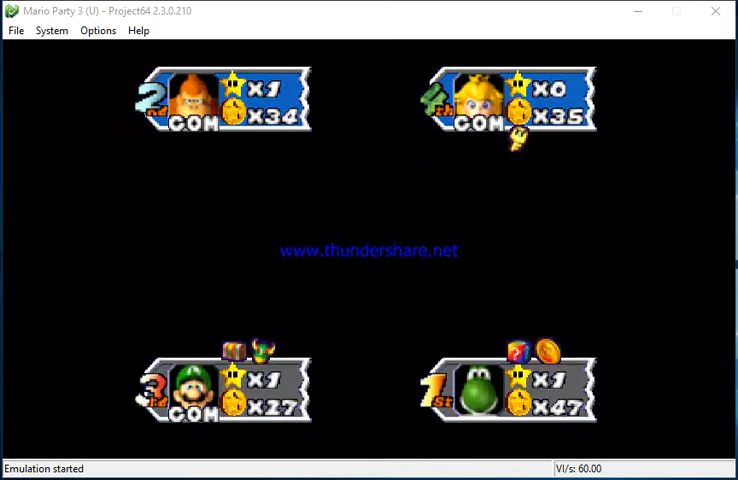 Mario Party 3 (U) - Project64 2.3.0.210
File System Options Help
2nd COM x1 x34
4th COM x0 x35
www.thundershare.net
3rd COM x1 x27
1st x1 x47
Emulation started VI/s: 60.00